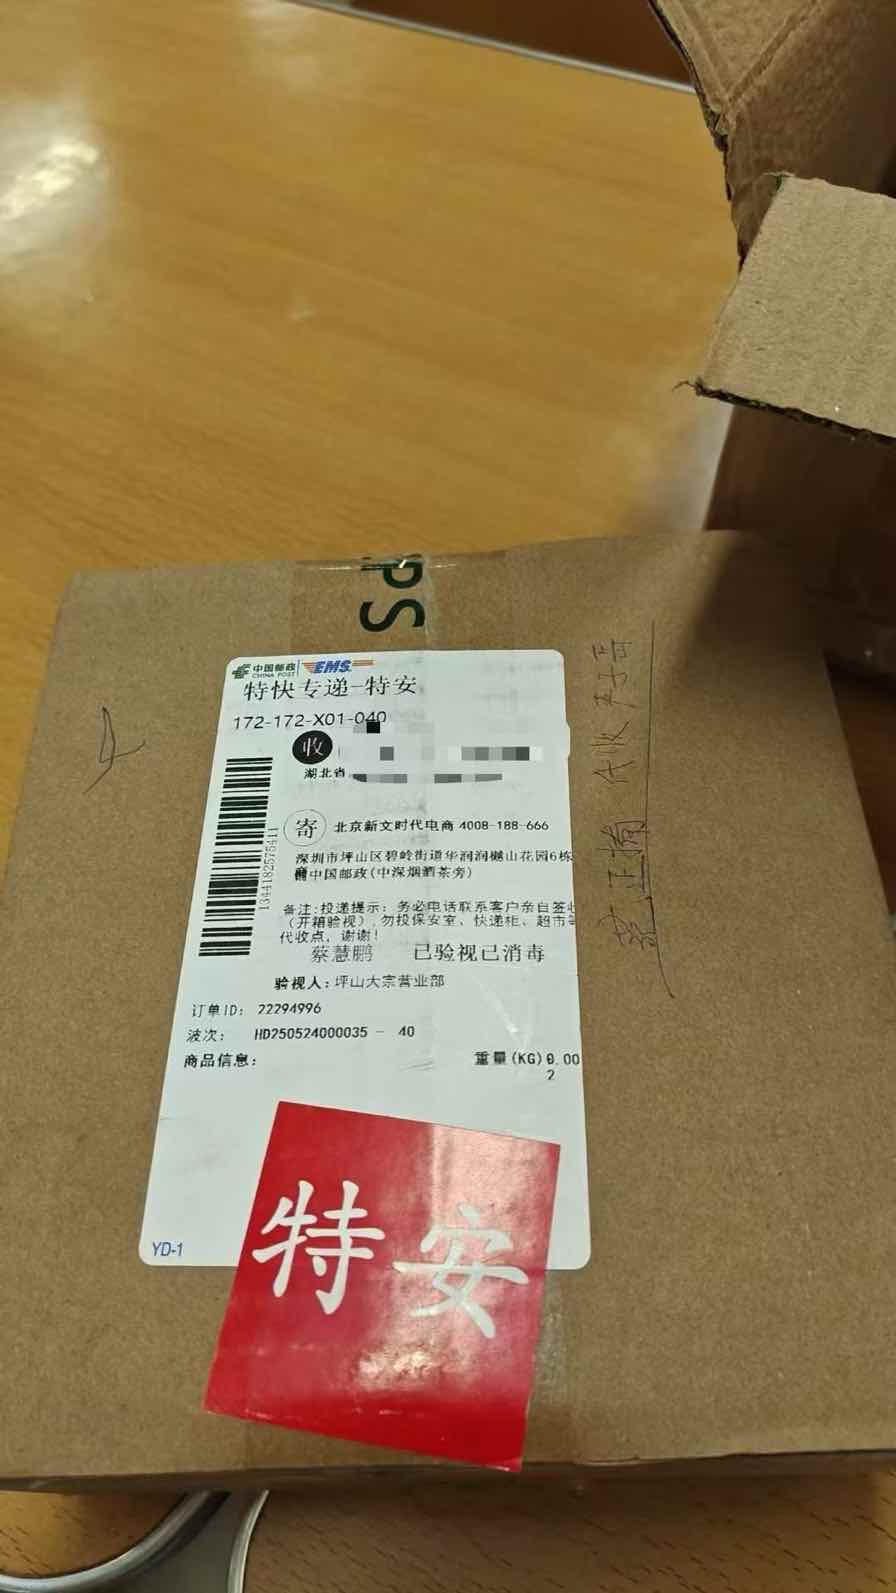 PS
中国邮政 CHINA POST EMS
特快专递-特安
172-172-X01-040
收
湖北省
1344182575411
寄 北京新文时代电商 4008-188-666
深圳市坪山区碧岭街道华润润樾山花园6栋
中国邮政(中深烟酒茶旁)
备注:投递提示: 务必电话联系客户亲自签收
(开箱验视),勿投保安室、快递柜、超市等
代收点, 谢谢!
蔡慧鹏 已验视已消毒
验视人: 坪山大宗营业部
订单ID: 22294996
波次: HD250524000035 - 40
商品信息: 重量(KG)0.00
2
YD-1
特安
代收